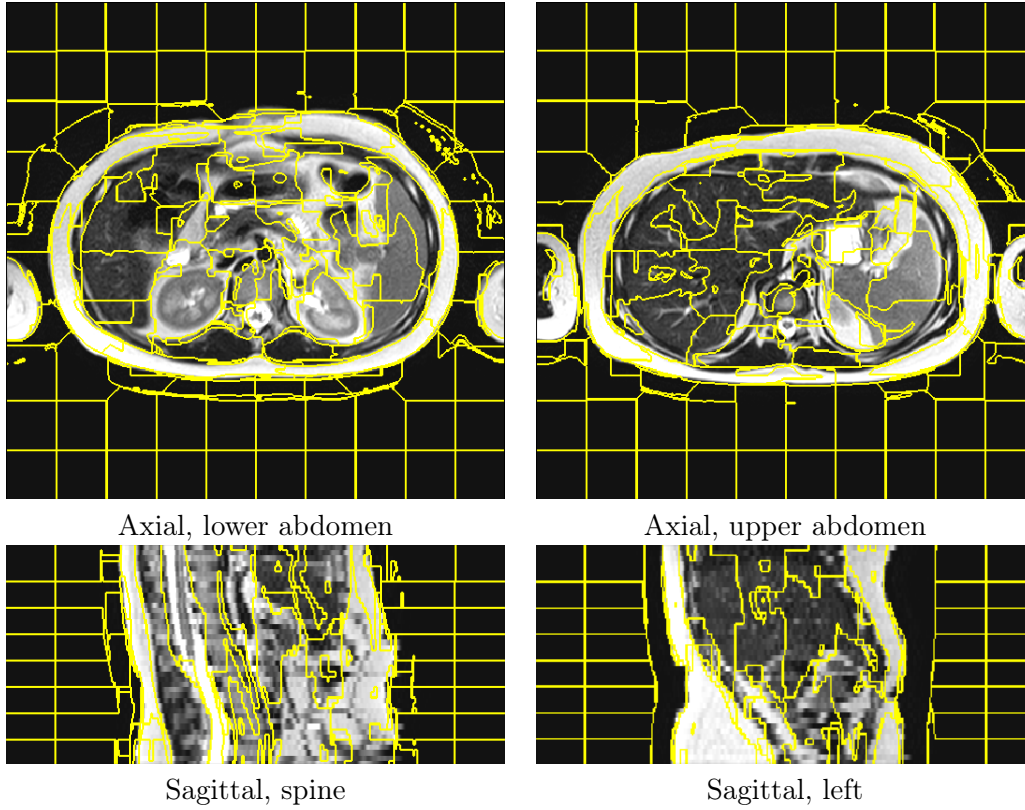 Axial, lower abdomen
Axial, upper abdomen
Sagittal, spine
Sagittal, left